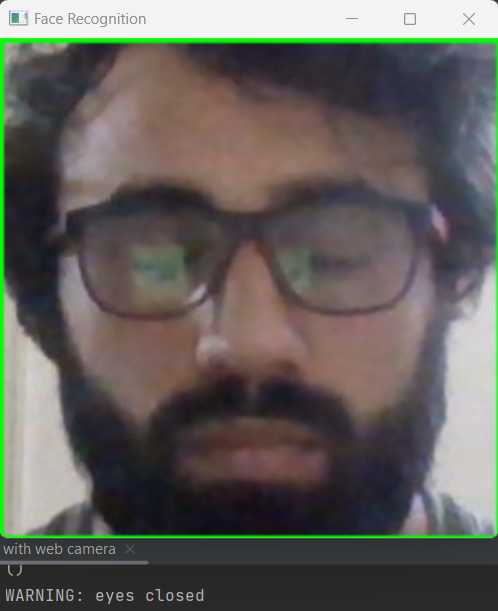 Face Recognition
with web camera
()
WARNING: eyes closed